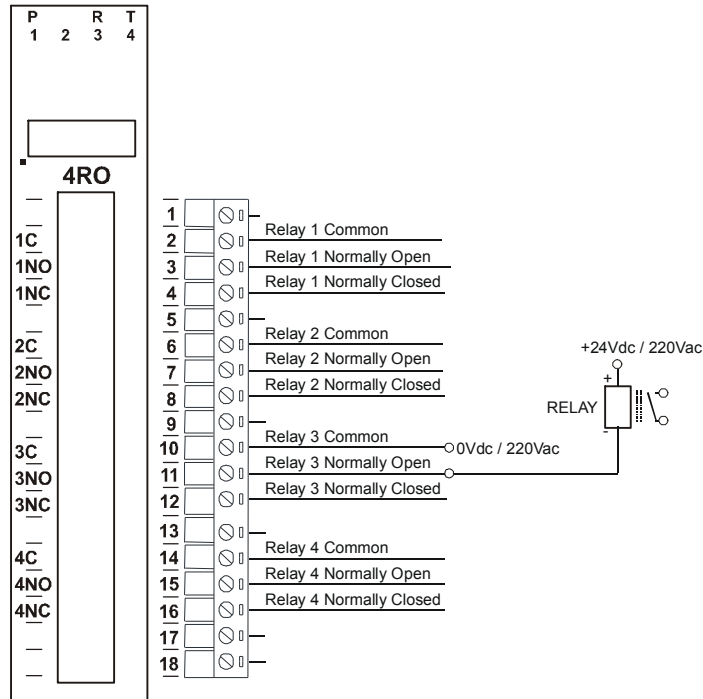 P R T
1 2 3 4
4RO
1C
1NO
1NC
2C
2NO
2NC
3C
3NO
3NC
4C
4NO
4NC
1
2 Relay 1 Common
3 Relay 1 Normally Open
4 Relay 1 Normally Closed
5
6 Relay 2 Common
7 Relay 2 Normally Open
8 Relay 2 Normally Closed
9
10 Relay 3 Common 0Vdc / 220Vac
11 Relay 3 Normally Open
12 Relay 3 Normally Closed
13
14 Relay 4 Common
15 Relay 4 Normally Open
16 Relay 4 Normally Closed
17
18
+24Vdc / 220Vac
+
RELAY
-